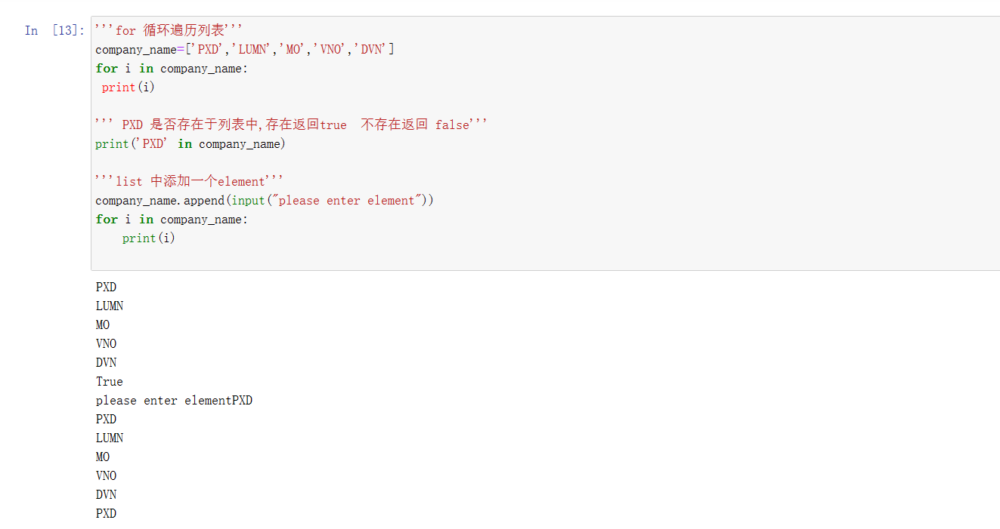 In [13]:
'''for 循环遍历列表'''
company_name=['PXD','LUMN','MO','VNO','DVN']
for i in company_name:
 print(i)
''' PXD 是否存在于列表中,存在返回true  不存在返回 false'''
print('PXD' in company_name)
'''list 中添加一个element'''
company_name.append(input("please enter element"))
for i in company_name:
    print(i)
PXD
LUMN
MO
VNO
DVN
True
please enter elementPXD
PXD
LUMN
MO
VNO
DVN
PXD